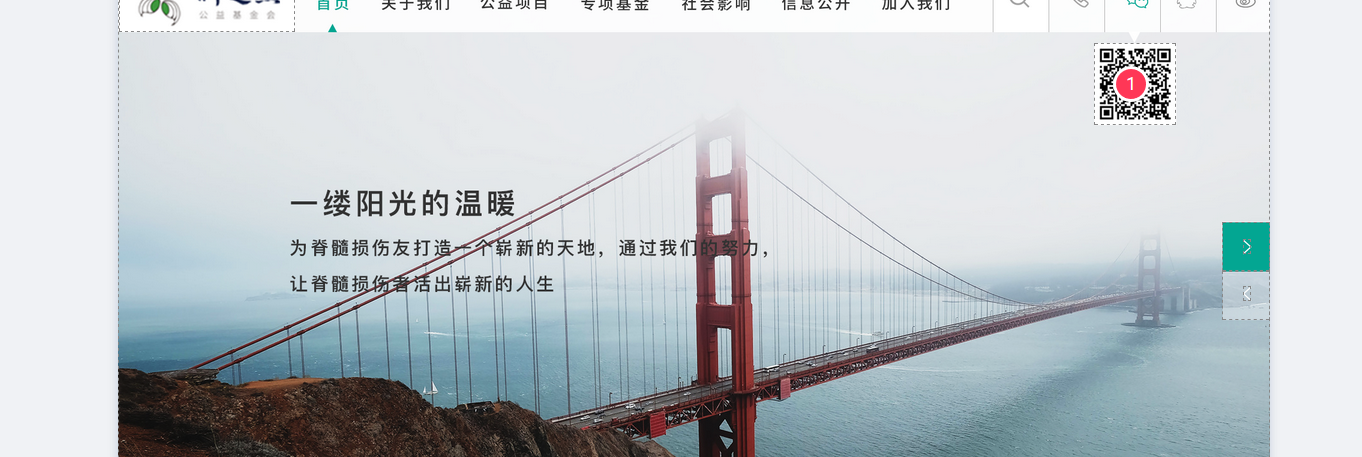 公益基金会
首页 关于我们 公益项目 专项基金 社会影响 信息公开 加入我们
1
一缕阳光的温暖
为脊髓损伤友打造一个崭新的天地，通过我们的努力，
让脊髓损伤者活出崭新的人生